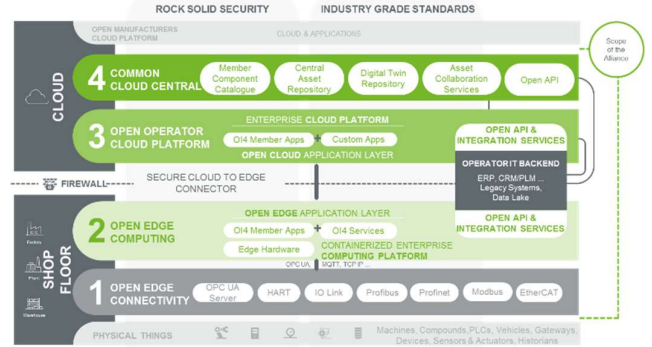 ROCK SOLID SECURITY
INDUSTRY GRADE STANDARDS
OPEN MANUFACTURERS
CLOUD PLATFORM
CLOUD & APPLICATIONS
Scope
of the
Alliance
CLOUD
4 COMMON
CLOUD CENTRAL
Member
Component
Catalogue
Central
Asset
Repository
Digital Twin
Repository
Asset
Collaboration
Services
Open API
3 OPEN OPERATOR
CLOUD PLATFORM
ENTERPRISE CLOUD PLATFORM
OI4 Member Apps + Custom Apps
OPEN CLOUD APPLICATION LAYER
OPEN API &
INTEGRATION SERVICES
OPERATOR IT BACKEND
ERP, CRM/PLM ...
Legacy Systems,
Data Lake
OPEN API &
INTEGRATION SERVICES
FIREWALL
SECURE CLOUD TO EDGE
CONNECTOR
SHOP
FLOOR
Factory
Plant
Warehouse
2 OPEN EDGE
COMPUTING
OPEN EDGE APPLICATION LAYER
OI4 Member Apps + OI4 Services
Edge Hardware
CONTAINERIZED ENTERPRISE
COMPUTING PLATFORM
OPC UA, MQTT, TCP IP ...
1 OPEN EDGE
CONNECTIVITY
OPC UA
Server
HART
IO Link
Profibus
Profinet
Modbus
EtherCAT
PHYSICAL THINGS
Machines, Compounds,PLCs, Vehicles, Gateways,
Devices, Sensors & Actuators, Historians